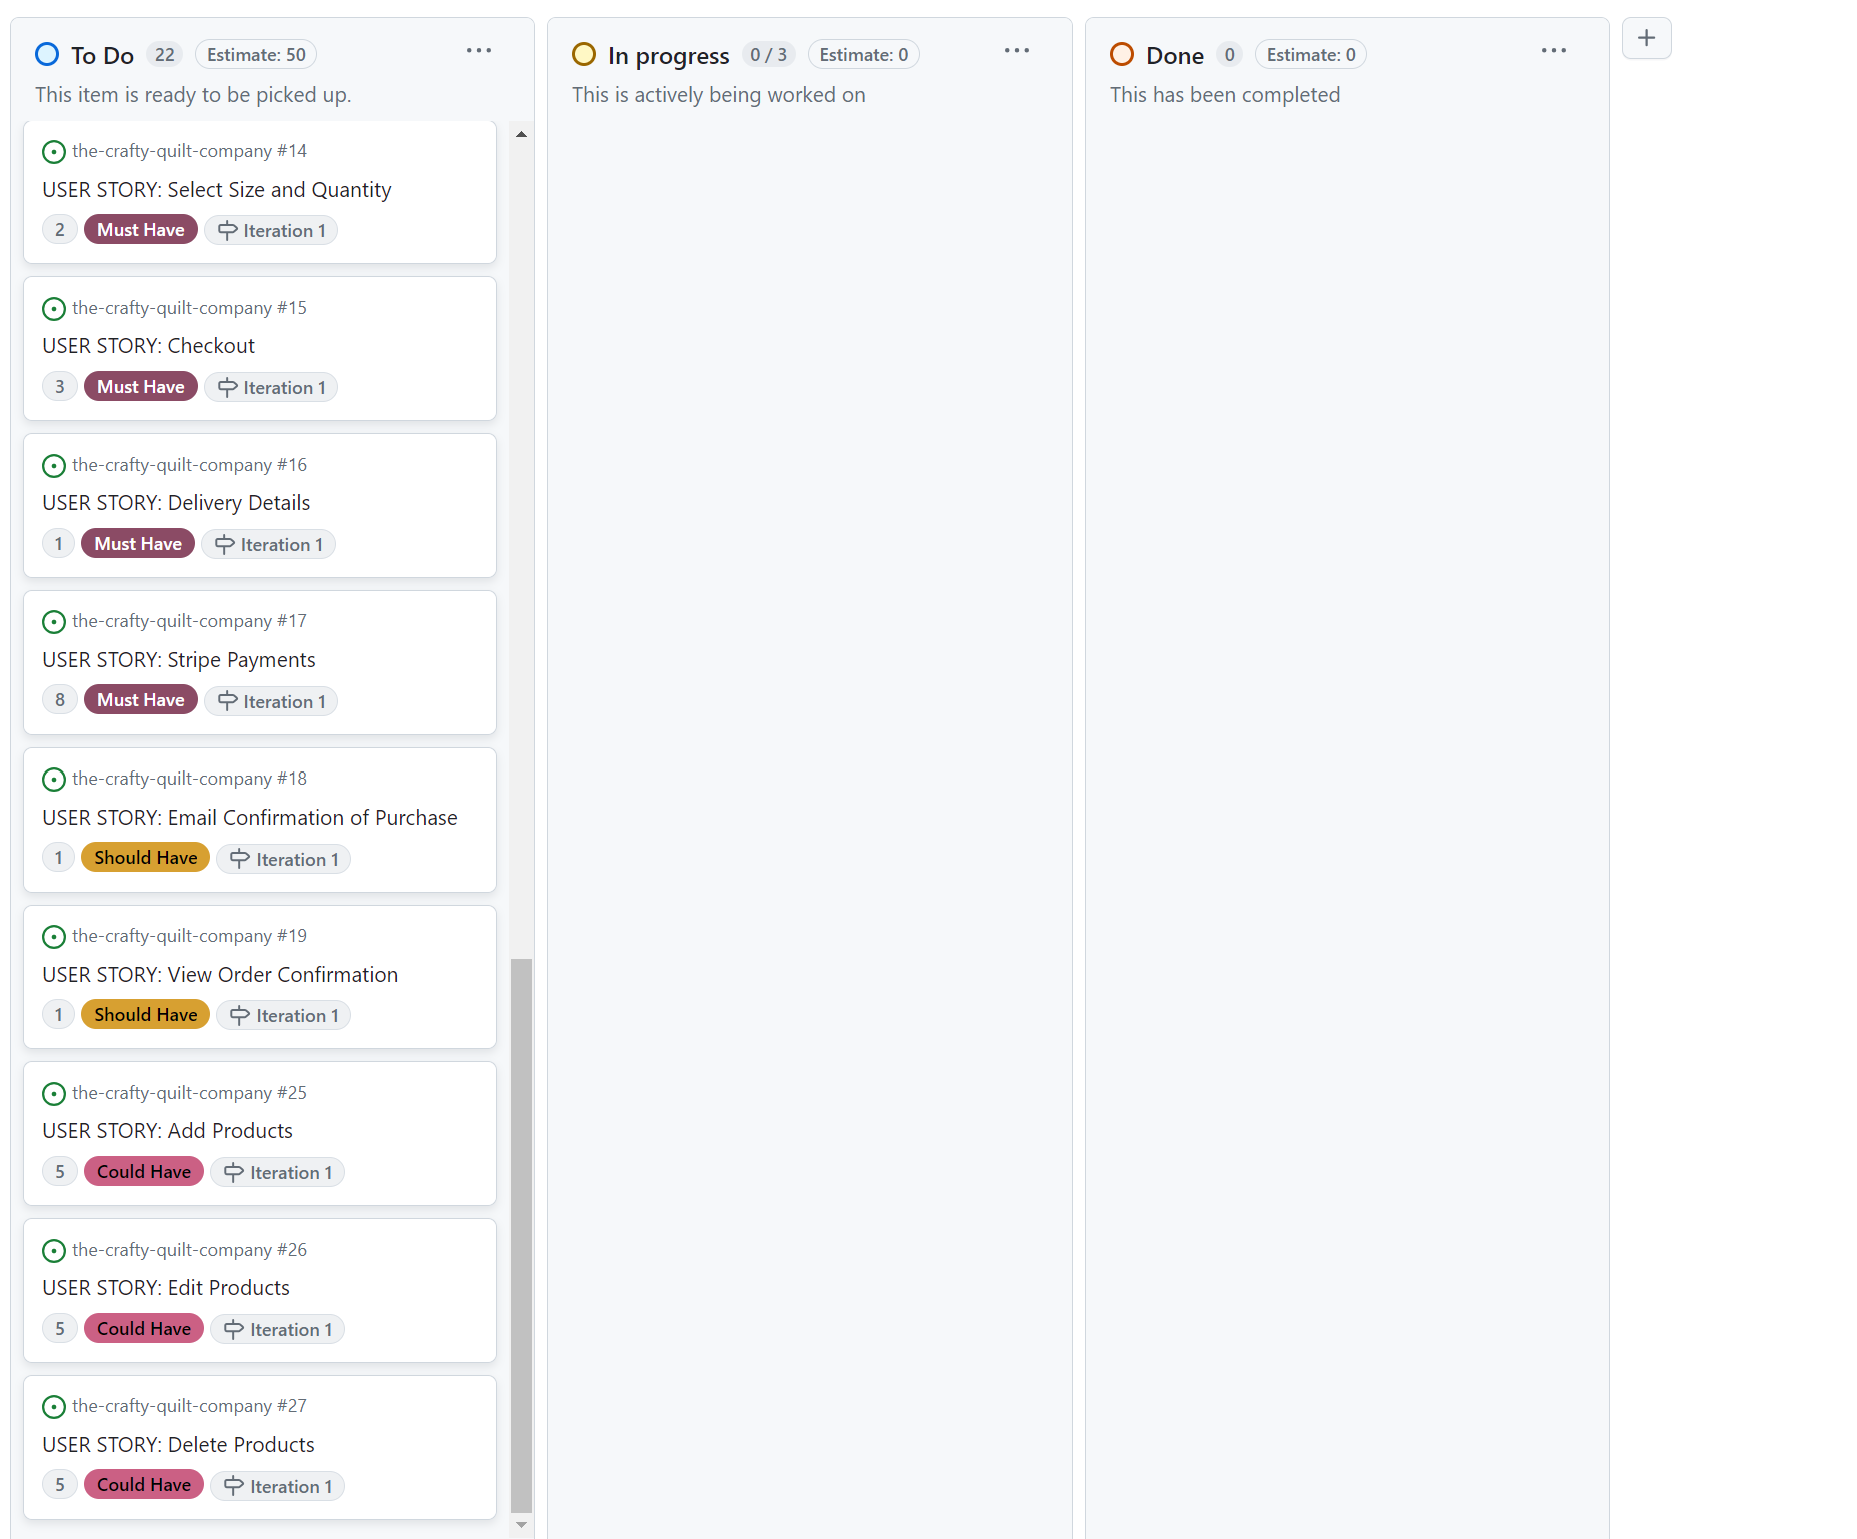 To Do 22 Estimate: 50
This item is ready to be picked up.
the-crafty-quilt-company #14
USER STORY: Select Size and Quantity
2 Must Have Iteration 1
the-crafty-quilt-company #15
USER STORY: Checkout
3 Must Have Iteration 1
the-crafty-quilt-company #16
USER STORY: Delivery Details
1 Must Have Iteration 1
the-crafty-quilt-company #17
USER STORY: Stripe Payments
8 Must Have Iteration 1
the-crafty-quilt-company #18
USER STORY: Email Confirmation of Purchase
1 Should Have Iteration 1
the-crafty-quilt-company #19
USER STORY: View Order Confirmation
1 Should Have Iteration 1
the-crafty-quilt-company #25
USER STORY: Add Products
5 Could Have Iteration 1
the-crafty-quilt-company #26
USER STORY: Edit Products
5 Could Have Iteration 1
the-crafty-quilt-company #27
USER STORY: Delete Products
5 Could Have Iteration 1
In progress 0 / 3 Estimate: 0
This is actively being worked on
Done 0 Estimate: 0
This has been completed